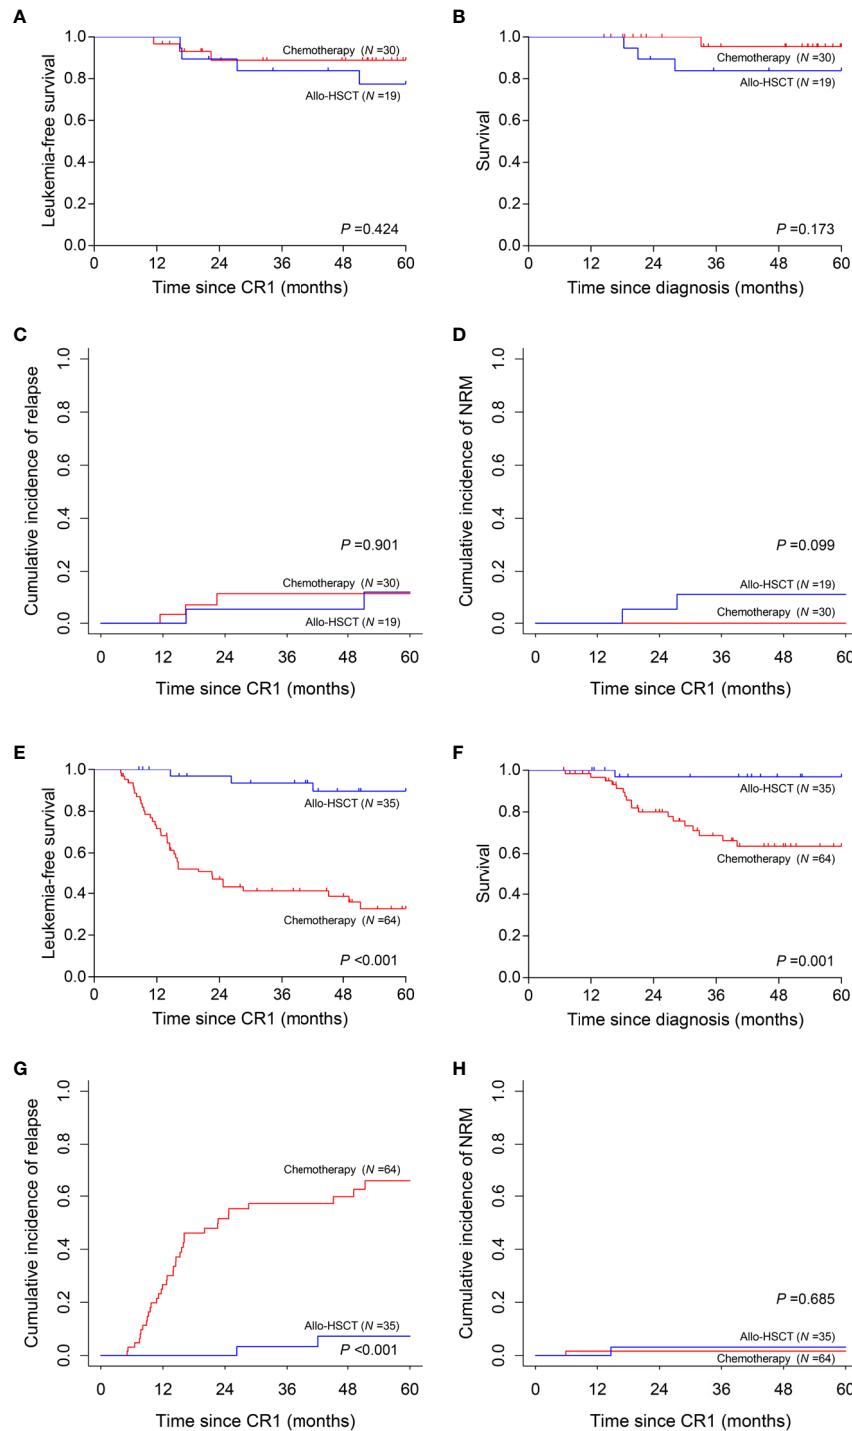 A
Leukemia-free survival
1.0
0.8
0.6
0.4
0.2
0.0
Chemotherapy (N =30)
Allo-HSCT (N =19)
P =0.424
0 12 24 36 48 60
Time since CR1 (months)
B
Survival
1.0
0.8
0.6
0.4
0.2
0.0
Chemotherapy (N =30)
Allo-HSCT (N =19)
P =0.173
0 12 24 36 48 60
Time since diagnosis (months)
C
Cumulative incidence of relapse
1.0
0.8
0.6
0.4
0.2
0.0
P =0.901
Chemotherapy (N =30)
Allo-HSCT (N =19)
0 12 24 36 48 60
Time since CR1 (months)
D
Cumulative incidence of NRM
1.0
0.8
0.6
0.4
0.2
0.0
P =0.099
Allo-HSCT (N =19)
Chemotherapy (N =30)
0 12 24 36 48 60
Time since CR1 (months)
E
Leukemia-free survival
1.0
0.8
0.6
0.4
0.2
0.0
Allo-HSCT (N =35)
Chemotherapy (N =64)
P <0.001
0 12 24 36 48 60
Time since CR1 (months)
F
Survival
1.0
0.8
0.6
0.4
0.2
0.0
Allo-HSCT (N =35)
Chemotherapy (N =64)
P =0.001
0 12 24 36 48 60
Time since diagnosis (months)
G
Cumulative incidence of relapse
1.0
0.8
0.6
0.4
0.2
0.0
Chemotherapy (N =64)
Allo-HSCT (N =35)
P <0.001
0 12 24 36 48 60
Time since CR1 (months)
H
Cumulative incidence of NRM
1.0
0.8
0.6
0.4
0.2
0.0
P =0.685
Allo-HSCT (N =35)
Chemotherapy (N =64)
0 12 24 36 48 60
Time since CR1 (months)